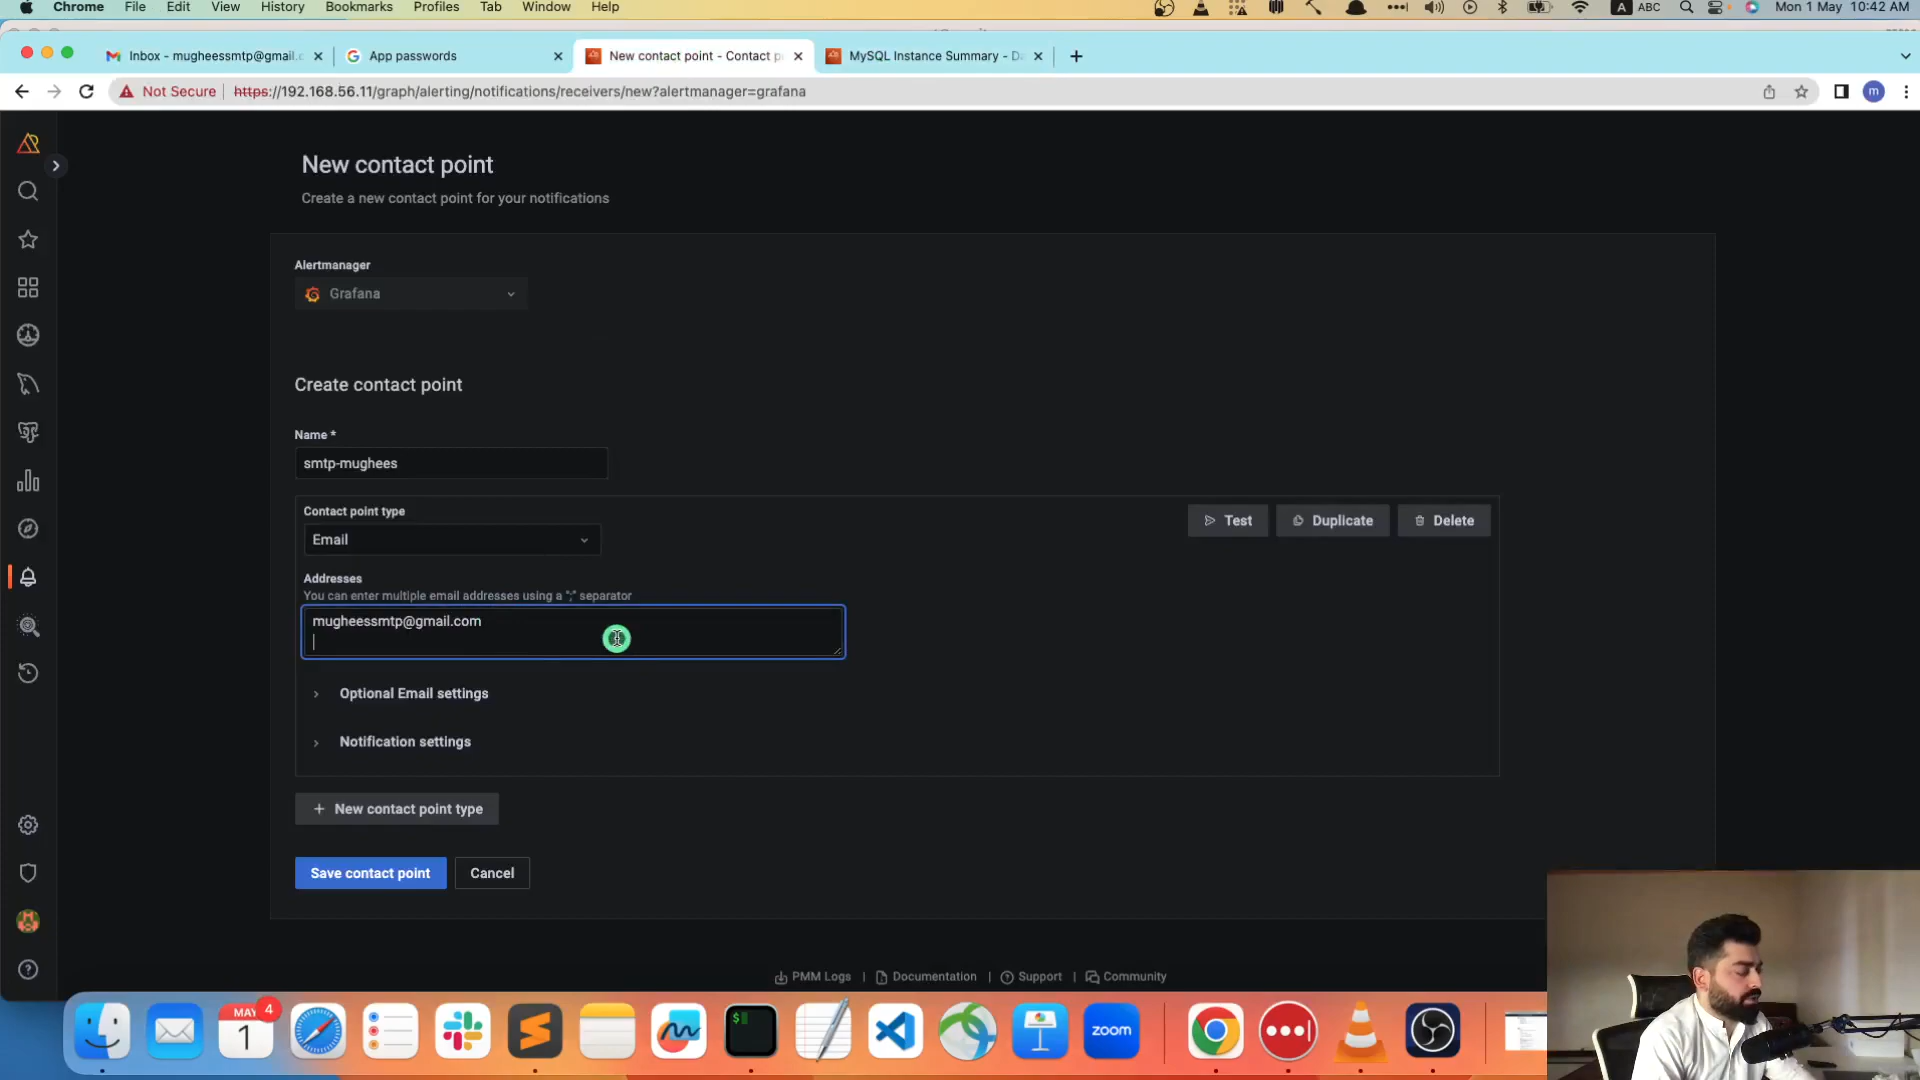 Chrome File Edit View History Bookmarks Profiles Tab Window Help
ABC Mon 1 May 10:42 AM
Inbox - mugheessmtp@gmail.c
App passwords
New contact point - Contact p
MySQL Instance Summary - Da
Not Secure https://192.168.56.11/graph/alerting/notifications/receivers/new?alertmanager=grafana
m
New contact point
Create a new contact point for your notifications
Alertmanager
Grafana
Create contact point
Name *
smtp-mughees
Contact point type
Test Duplicate Delete
Email
Addresses
You can enter multiple email addresses using a ";" separator
mugheessmtp@gmail.com
Optional Email settings
Notification settings
New contact point type
Save contact point Cancel
PMM Logs | Documentation | Support | Community
MAY 4
1
zoom